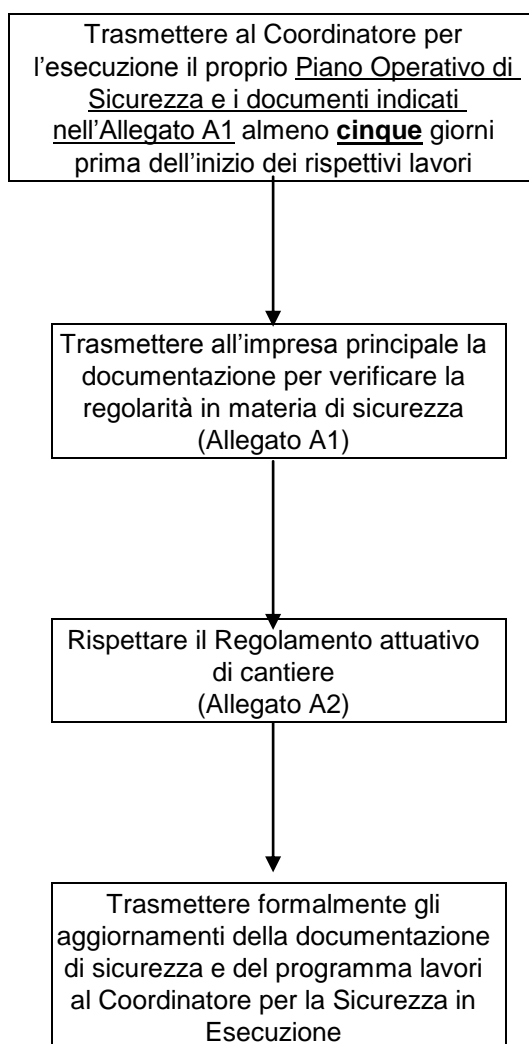 Trasmettere al Coordinatore per
l'esecuzione il proprio Piano Operativo di
Sicurezza e i documenti indicati
nell'Allegato A1 almeno cinque giorni
prima dell'inizio dei rispettivi lavori
Trasmettere all'impresa principale la
documentazione per verificare la
regolarità in materia di sicurezza
(Allegato A1)
Rispettare il Regolamento attuativo
di cantiere
(Allegato A2)
Trasmettere formalmente gli
aggiornamenti della documentazione
di sicurezza e del programma lavori
al Coordinatore per la Sicurezza in
Esecuzione